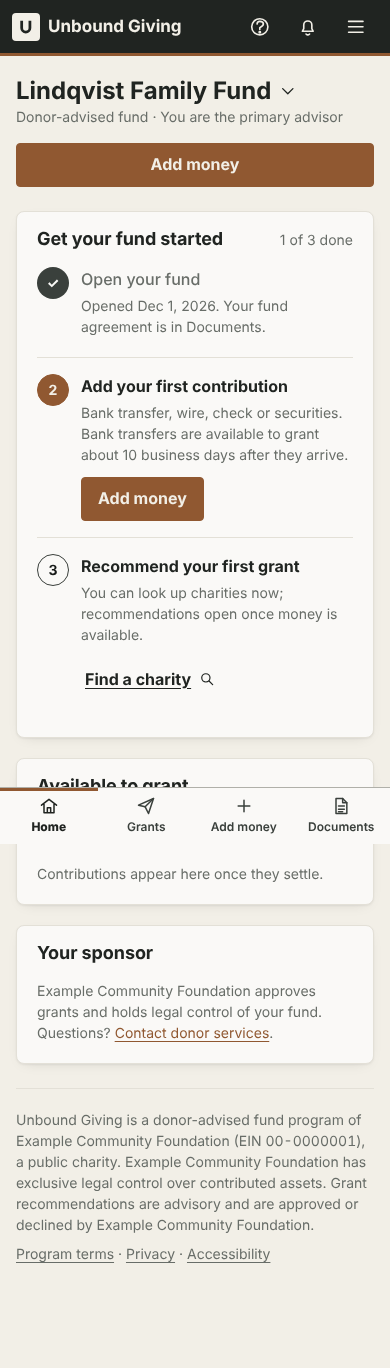 U Unbound Giving
Lindqvist Family Fund
Donor-advised fund · You are the primary advisor
Add money
Get your fund started
1 of 3 done
Open your fund
Opened Dec 1, 2026. Your fund
agreement is in Documents.
2
Add your first contribution
Bank transfer, wire, check or securities.
Bank transfers are available to grant
about 10 business days after they arrive.
Add money
3
Recommend your first grant
You can look up charities now;
recommendations open once money is
available.
Find a charity
Available to grant
Home
Grants
Add money
Documents
Contributions appear here once they settle.
Your sponsor
Example Community Foundation approves
grants and holds legal control of your fund.
Questions? Contact donor services.
Unbound Giving is a donor-advised fund program of
Example Community Foundation (EIN 00-0000001),
a public charity. Example Community Foundation has
exclusive legal control over contributed assets. Grant
recommendations are advisory and are approved or
declined by Example Community Foundation.
Program terms · Privacy · Accessibility